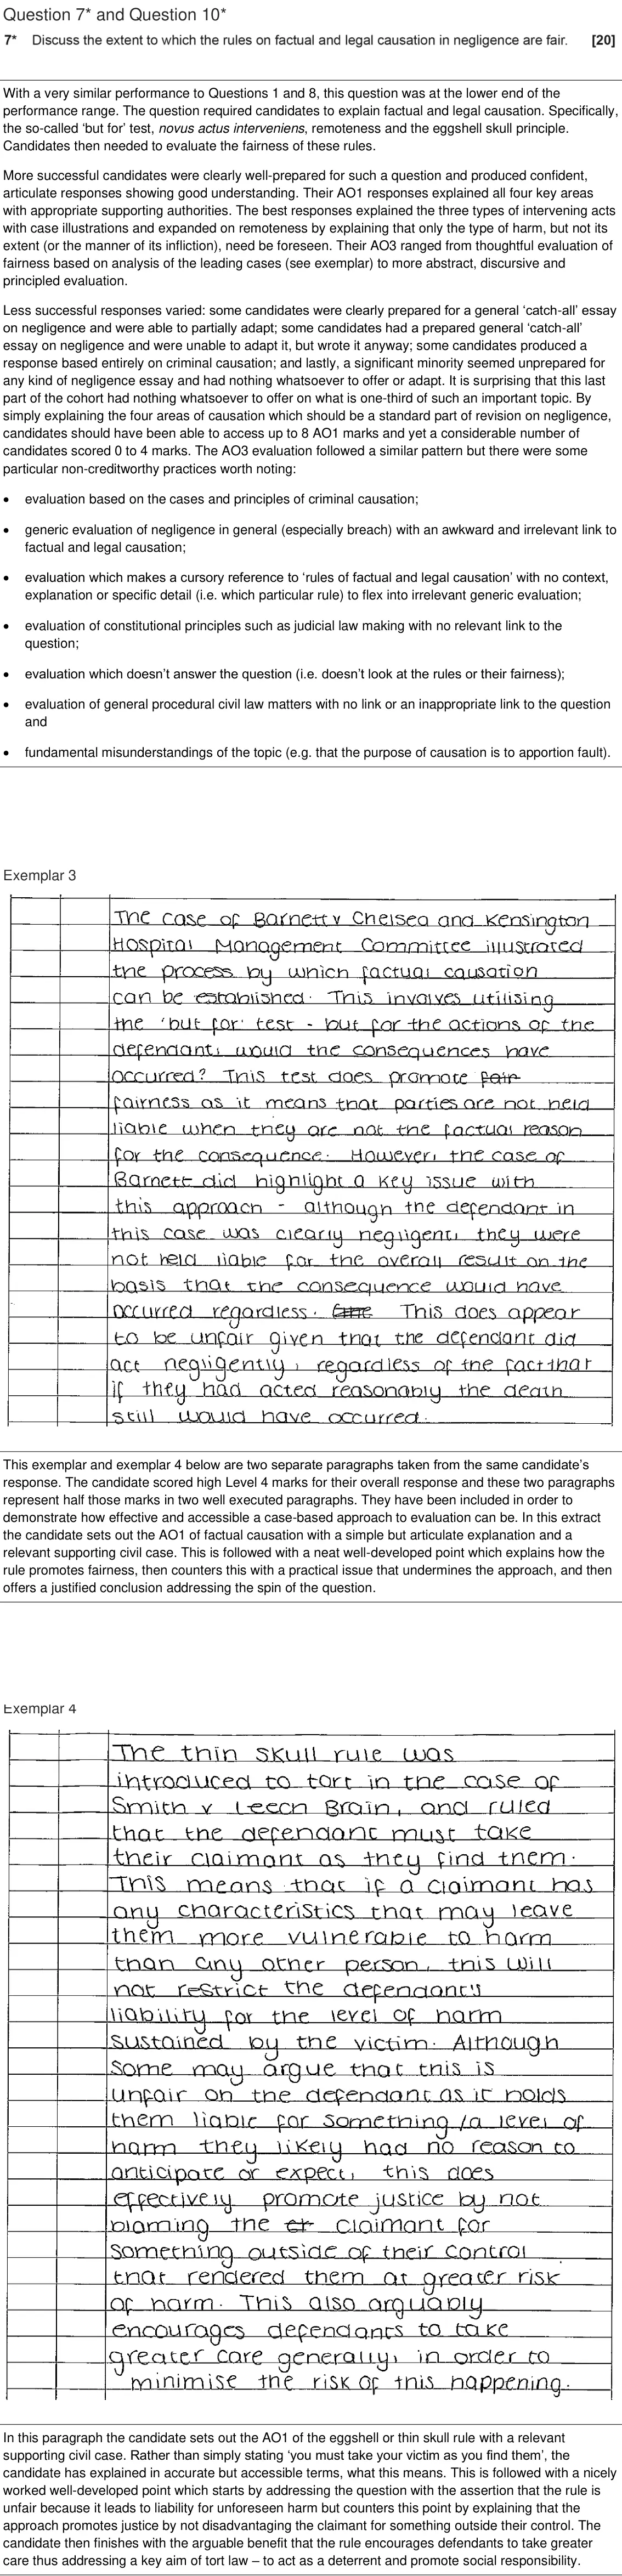 Question 7* and Question 10*
7* Discuss the extent to which the rules on factual and legal causation in negligence are fair. [20]
With a very similar performance to Questions 1 and 8, this question was at the lower end of the
performance range. The question required candidates to explain factual and legal causation. Specifically,
the so-called ‘but for’ test, novus actus interveniens, remoteness and the eggshell skull principle.
Candidates then needed to evaluate the fairness of these rules.
More successful candidates were clearly well-prepared for such a question and produced confident,
articulate responses showing good understanding. Their AO1 responses explained all four key areas
with appropriate supporting authorities. The best responses explained the three types of intervening acts
with case illustrations and expanded on remoteness by explaining that only the type of harm, but not its
extent (or the manner of its infliction), need be foreseen. Their AO3 ranged from thoughtful evaluation of
fairness based on analysis of the leading cases (see exemplar) to more abstract, discursive and
principled evaluation.
Less successful responses varied: some candidates were clearly prepared for a general ‘catch-all’ essay
on negligence and were able to partially adapt; some candidates had a prepared general ‘catch-all’
essay on negligence and were unable to adapt it, but wrote it anyway; some candidates produced a
response based entirely on criminal causation; and lastly, a significant minority seemed unprepared for
any kind of negligence essay and had nothing whatsoever to offer or adapt. It is surprising that this last
part of the cohort had nothing whatsoever to offer on what is one-third of such an important topic. By
simply explaining the four areas of causation which should be a standard part of revision on negligence,
candidates should have been able to access up to 8 AO1 marks and yet a considerable number of
candidates scored 0 to 4 marks. The AO3 evaluation followed a similar pattern but there were some
particular non-creditworthy practices worth noting:
• evaluation based on the cases and principles of criminal causation;
• generic evaluation of negligence in general (especially breach) with an awkward and irrelevant link to
factual and legal causation;
• evaluation which makes a cursory reference to ‘rules of factual and legal causation’ with no context,
explanation or specific detail (i.e. which particular rule) to flex into irrelevant generic evaluation;
• evaluation of constitutional principles such as judicial law making with no relevant link to the
question;
• evaluation which doesn’t answer the question (i.e. doesn’t look at the rules or their fairness);
• evaluation of general procedural civil law matters with no link or an inappropriate link to the question
and
• fundamental misunderstandings of the topic (e.g. that the purpose of causation is to apportion fault).
Exemplar 3
The case of Barnett v Chelsea and Kensington
Hospital Management Committee illustrated
the process by which factual causation
can be established. This involves utilising
the 'but for' test - but for the actions of the
defendant, would the consequences have
occurred? This test does promote fair
fairness as it means that parties are not held
liable when they are not the factual reason
for the consequence. However, the case of
Barnett did highlight a key issue with
this approach - although the defendant in
this case was clearly negligent, they were
not held liable for the overall result on the
basis that the consequence would have
occurred regardless. This does appear
to be unfair given that the defendant did
act negligently, regardless of the fact that
if they had acted reasonably the death
still would have occurred.
This exemplar and exemplar 4 below are two separate paragraphs taken from the same candidate’s
response. The candidate scored high Level 4 marks for their overall response and these two paragraphs
represent half those marks in two well executed paragraphs. They have been included in order to
demonstrate how effective and accessible a case-based approach to evaluation can be. In this extract
the candidate sets out the AO1 of factual causation with a simple but articulate explanation and a
relevant supporting civil case. This is followed with a neat well-developed point which explains how the
rule promotes fairness, then counters this with a practical issue that undermines the approach, and then
offers a justified conclusion addressing the spin of the question.
Exemplar 4
The thin skull rule was
introduced to tort in the case of
Smith v Leech Brain, and ruled
that the defendant must take
their claimant as they find them.
This means that if a claimant has
any characteristics that may leave
them more vulnerable to harm
than any other person, this will
not restrict the defendant's
liability for the level of harm
sustained by the victim. Although
some may argue that this is
unfair on the defendant as it holds
them liable for something / a level of
harm they likely had no reason to
anticipate or expect, this does
effectively promote justice by not
blaming the claimant for
something outside of their control
that rendered them at greater risk
of harm. This also arguably
encourages defendants to take
greater care generally, in order to
minimise the risk of this happening.
In this paragraph the candidate sets out the AO1 of the eggshell or thin skull rule with a relevant
supporting civil case. Rather than simply stating ‘you must take your victim as you find them’, the
candidate has explained in accurate but accessible terms, what this means. This is followed with a nicely
worked well-developed point which starts by addressing the question with the assertion that the rule is
unfair because it leads to liability for unforeseen harm but counters this point by explaining that the
approach promotes justice by not disadvantaging the claimant for something outside their control. The
candidate then finishes with the arguable benefit that the rule encourages defendants to take greater
care thus addressing a key aim of tort law – to act as a deterrent and promote social responsibility.